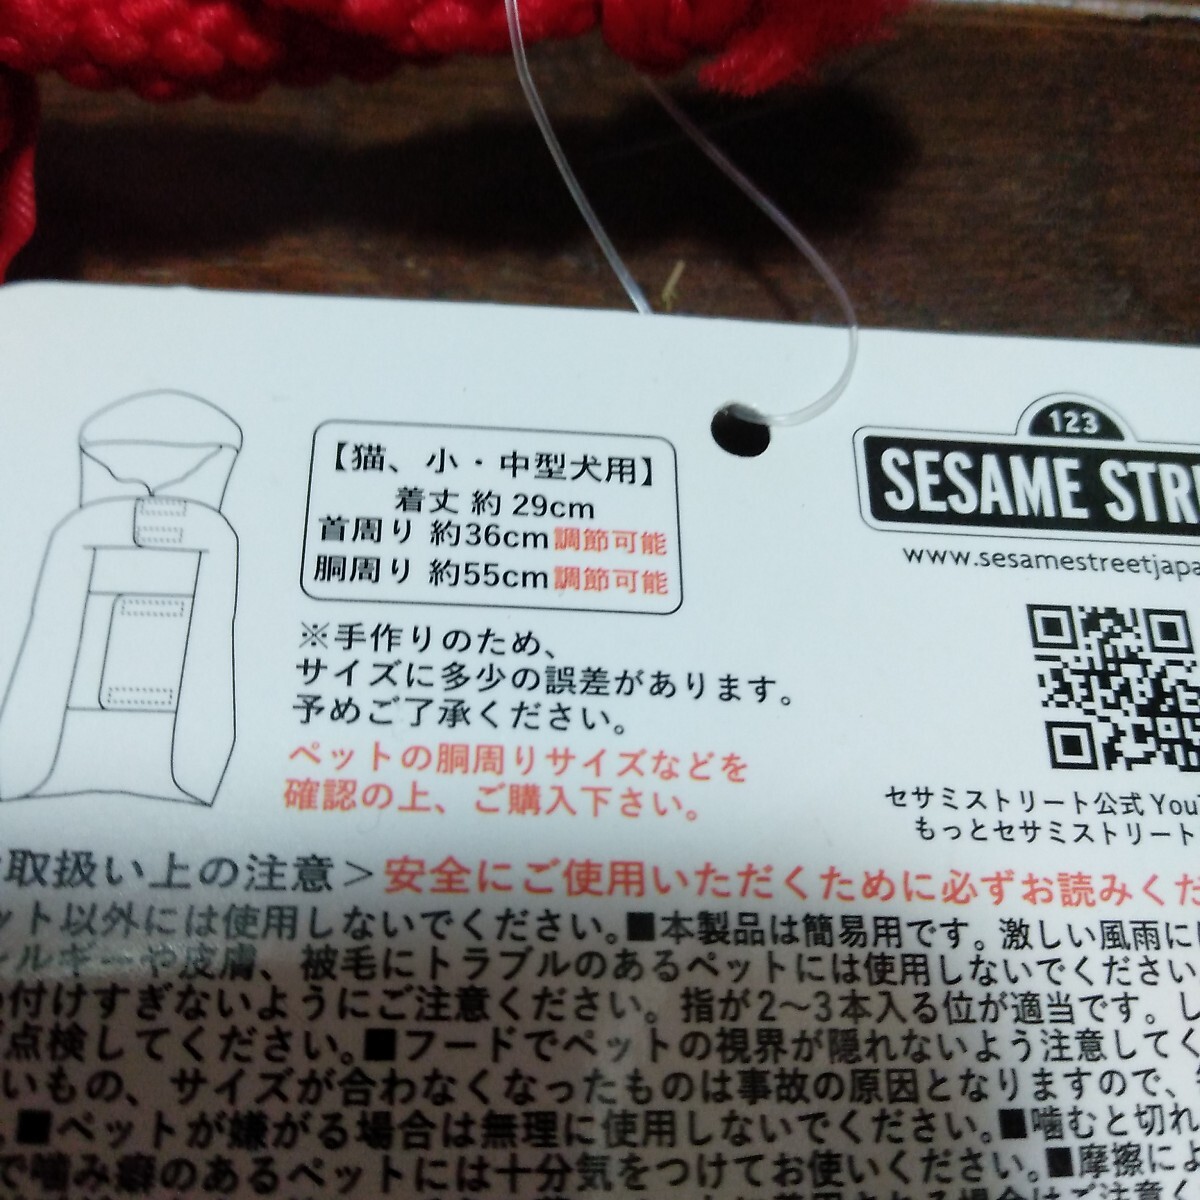 【猫、小・中型犬用】
着丈 約 29cm
首周り 約36cm調節可能
胴周り 約55cm調節可能
※手作りのため、
サイズに多少の誤差があります。
予めご了承ください。
ペットの胴周りサイズなどを
確認の上、ご購入下さい。
123
SESAME STR
www.sesamestreetjapa
セサミストリート公式 You
もっとセサミストリート
取扱い上の注意＞安全にご使用いただくために必ずお読みくだ
ット以外には使用しないでください。■本製品は簡易用です。激しい風雨に
レルギーや皮膚、被毛にトラブルのあるペットには使用しないでください
付けすぎないようにご注意ください。指が2〜3本入る位が適当です。し
点検してください。■フードでペットの視界が隠れないよう注意してく
いもの、サイズが合わなくなったものは事故の原因となりますので、
■ペットが嫌がる場合は無理に使用しないでください。■噛むと切れ
で噛み癖のあるペットには十分気をつけてお使いください。■摩擦によ